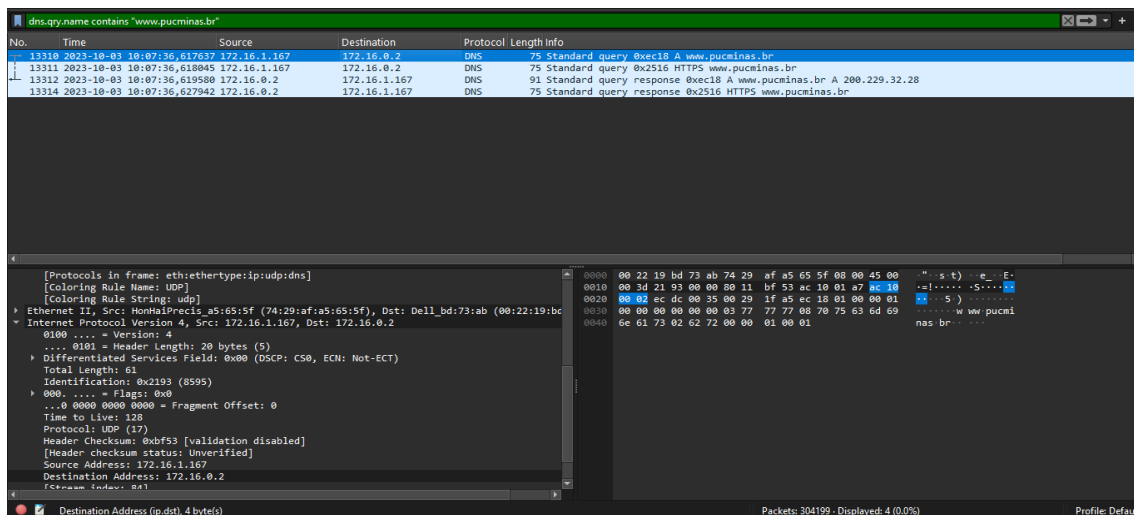 dns.qry.name contains "www.pucminas.br"
No. Time Source Destination Protocol Length Info
13310 2023-10-03 10:07:36,617637 172.16.1.167 172.16.0.2 DNS 75 Standard query 0xec18 A www.pucminas.br
13311 2023-10-03 10:07:36,618045 172.16.1.167 172.16.0.2 DNS 75 Standard query 0x2516 HTTPS www.pucminas.br
13312 2023-10-03 10:07:36,619580 172.16.0.2 172.16.1.167 DNS 91 Standard query response 0xec18 A www.pucminas.br A 200.229.32.28
13314 2023-10-03 10:07:36,627942 172.16.0.2 172.16.1.167 DNS 75 Standard query response 0x2516 HTTPS www.pucminas.br
[Protocols in frame: eth:ethertype:ip:udp:dns]
[Coloring Rule Name: UDP]
[Coloring Rule String: udp]
Ethernet II, Src: HonHaiPrecis_a5:65:5f (74:29:af:a5:65:5f), Dst: Dell_bd:73:ab (00:22:19:bd
Internet Protocol Version 4, Src: 172.16.1.167, Dst: 172.16.0.2
0100 .... = Version: 4
.... 0101 = Header Length: 20 bytes (5)
Differentiated Services Field: 0x00 (DSCP: CS0, ECN: Not-ECT)
Total Length: 61
Identification: 0x2193 (8595)
000. .... = Flags: 0x0
...0 0000 0000 0000 = Fragment Offset: 0
Time to Live: 128
Protocol: UDP (17)
Header Checksum: 0xbf53 [validation disabled]
[Header checksum status: Unverified]
Source Address: 172.16.1.167
Destination Address: 172.16.0.2
[Stream index: 84]
0000 00 22 19 bd 73 ab 74 29 af a5 65 5f 08 00 45 00 ·"··s·t) ··e_··E·
0010 00 3d 21 93 00 00 80 11 bf 53 ac 10 01 a7 ac 10 ·=!····· ·S······
0020 00 02 ec dc 00 35 00 29 1f a5 ec 18 01 00 00 01 ·····5·) ········
0030 00 00 00 00 00 00 03 77 77 77 08 70 75 63 6d 69 ·······w ww·pucmi
0040 6e 61 73 02 62 72 00 00 01 00 01 nas·br·· ···
Destination Address (ip.dst), 4 byte(s)
Packets: 304199 · Displayed: 4 (0.0%)
Profile: Defau